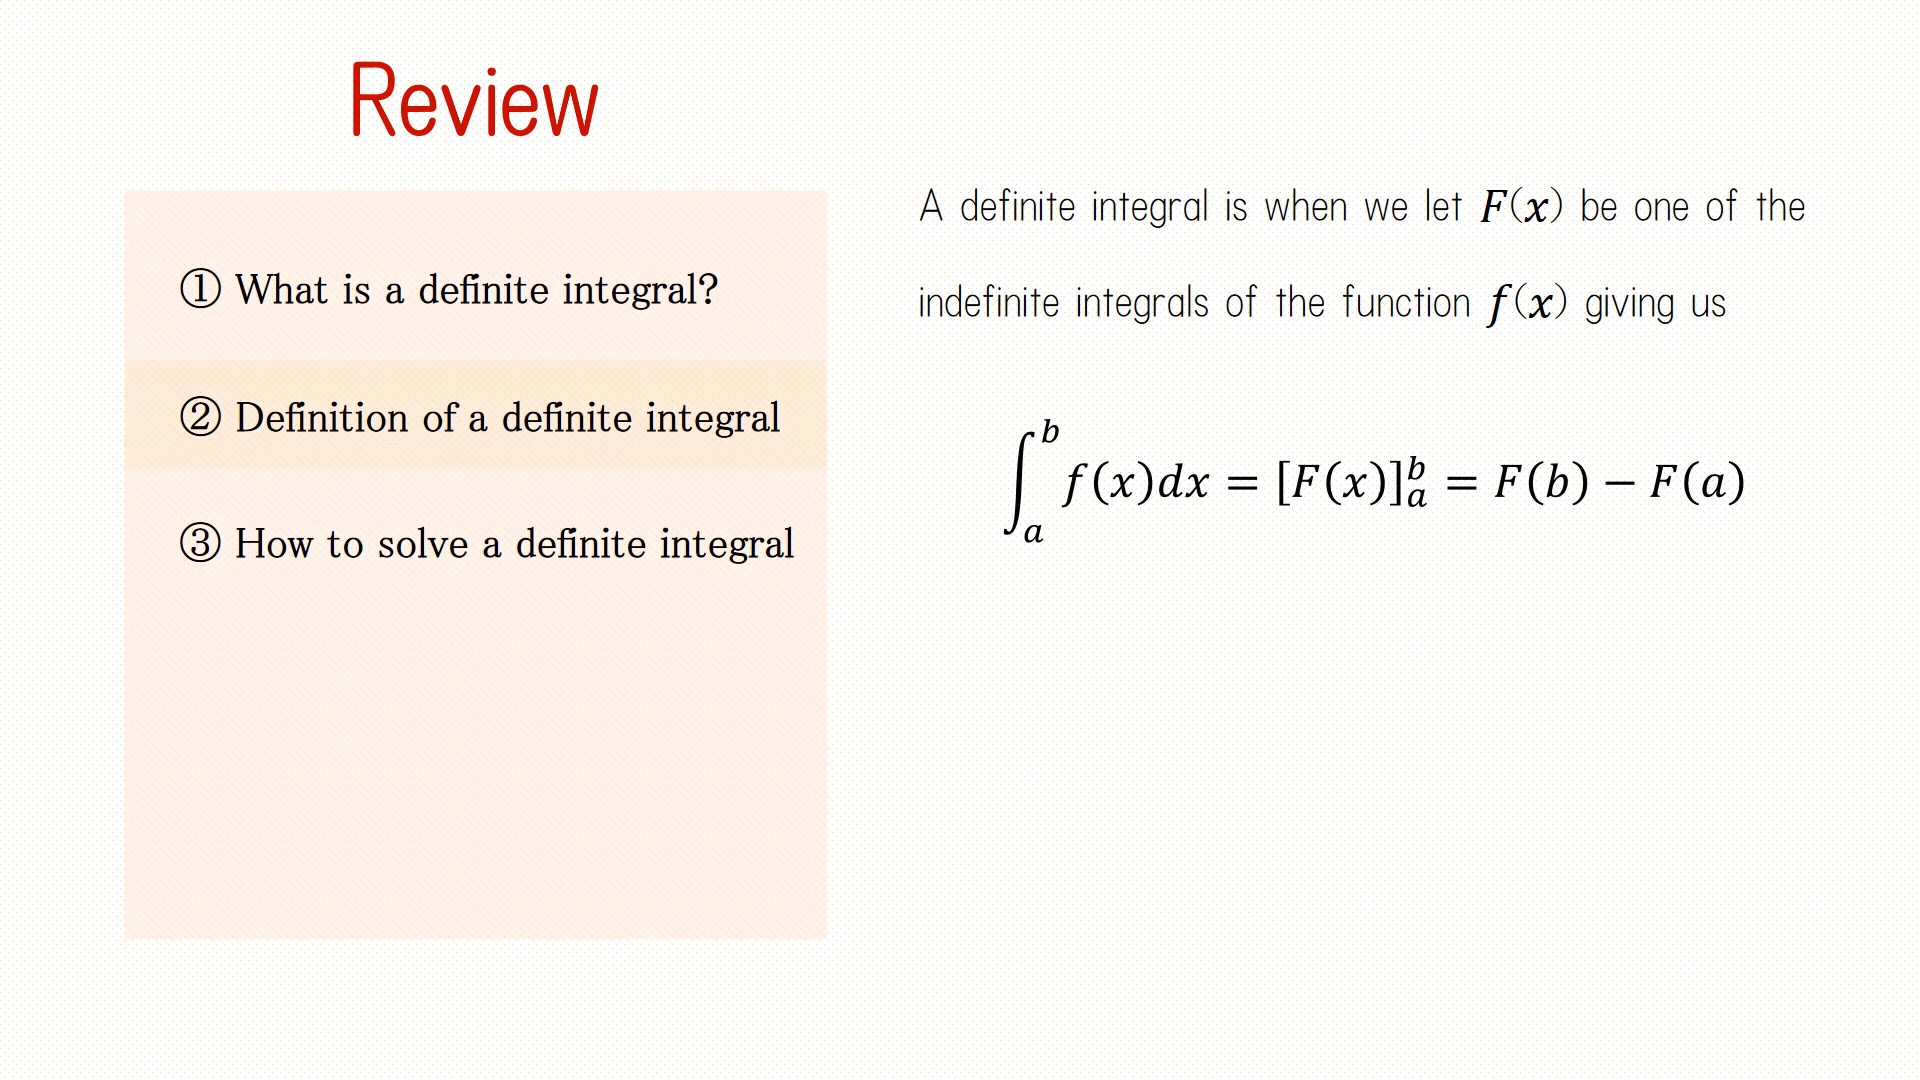 Review
① What is a definite integral?
② Definition of a definite integral
③ How to solve a definite integral
A definite integral is when we let F(x) be one of the
indefinite integrals of the function f(x) giving us
∫_a^b f(x)dx = [F(x)]_a^b = F(b) − F(a)